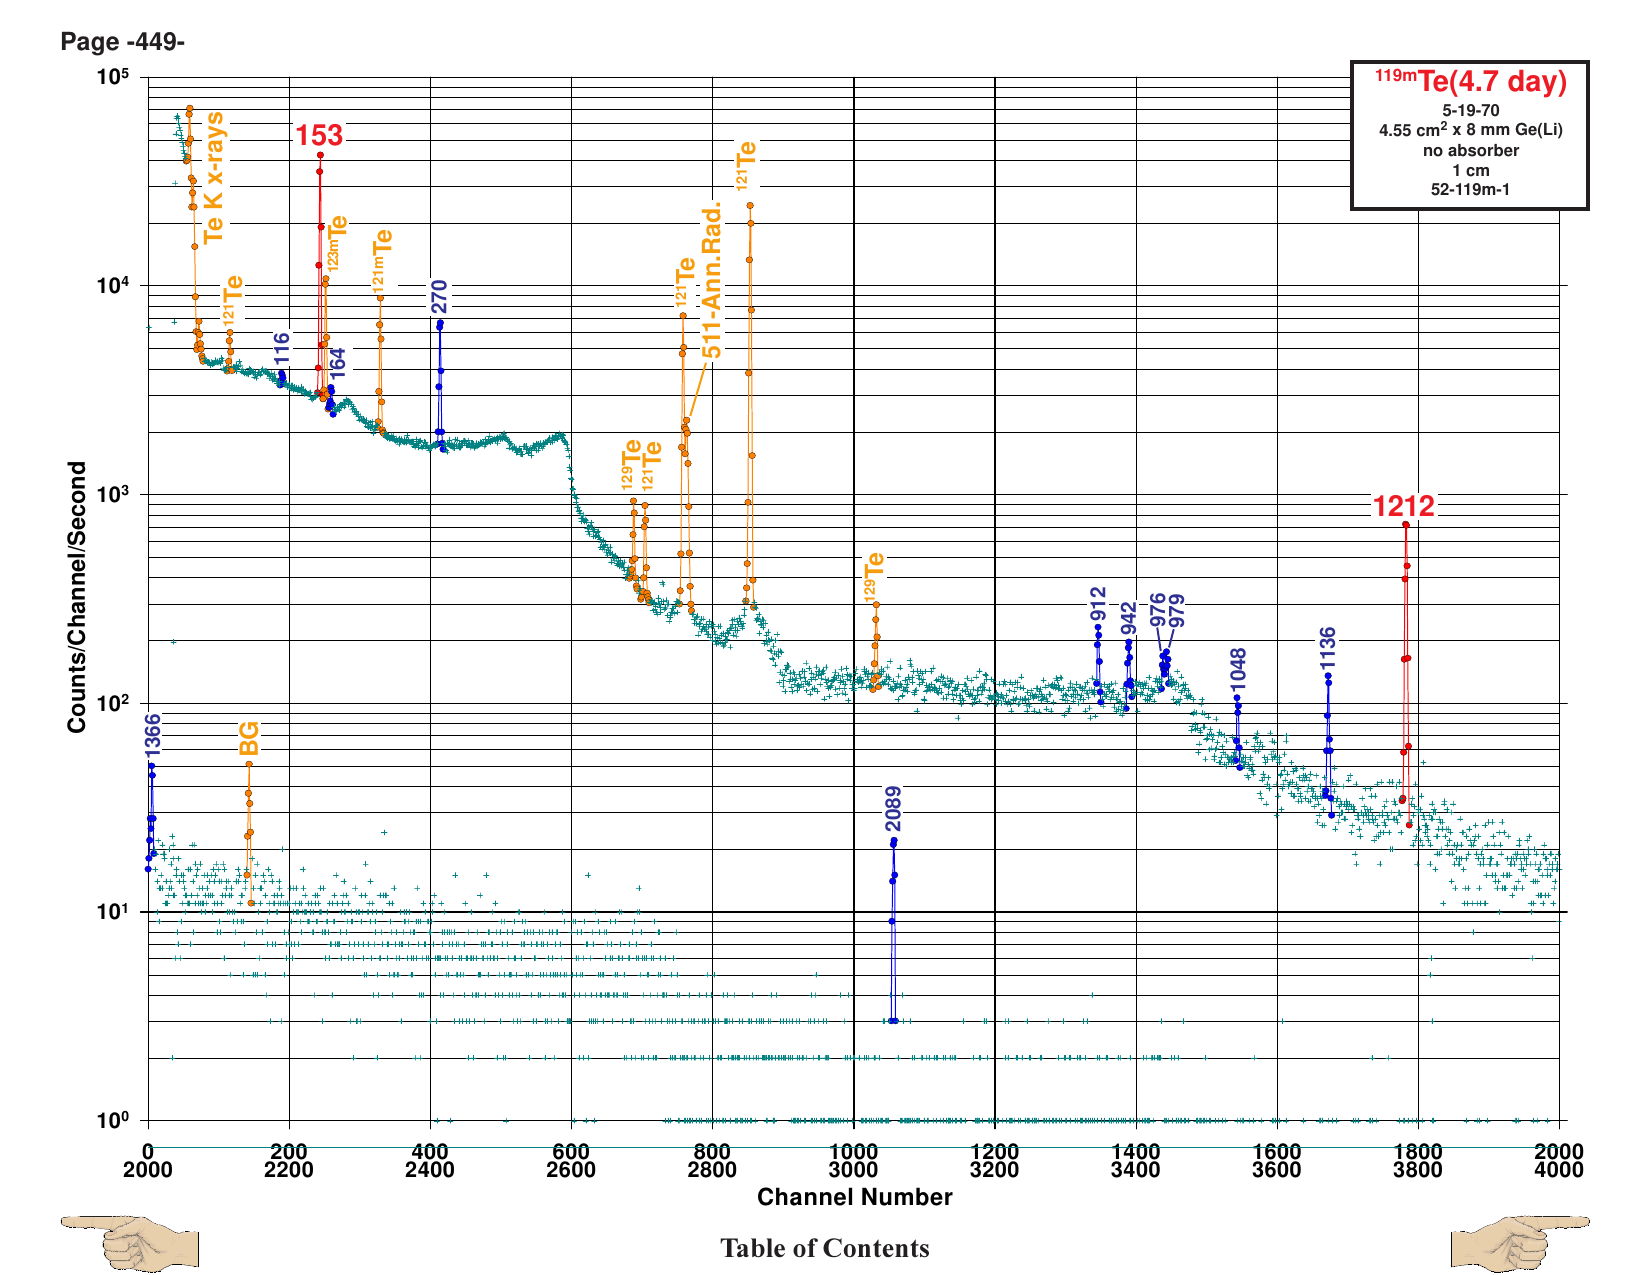 Page -449-
119mTe(4.7 day)
5-19-70
4.55 cm² x 8 mm Ge(Li)
no absorber
1 cm
52-119m-1
10⁵
10⁴
10³
10²
10¹
10⁰
Counts/Channel/Second
Te K x-rays
121Te
116
153
123mTe
164
121mTe
270
129Te
121Te
121Te
511-Ann.Rad.
121Te
129Te
912
942
976
979
1048
1136
1212
1366
BG
2089
0 200 400 600 800 1000 1200 1400 1600 1800 2000
2000 2200 2400 2600 2800 3000 3200 3400 3600 3800 4000
Channel Number
Table of Contents